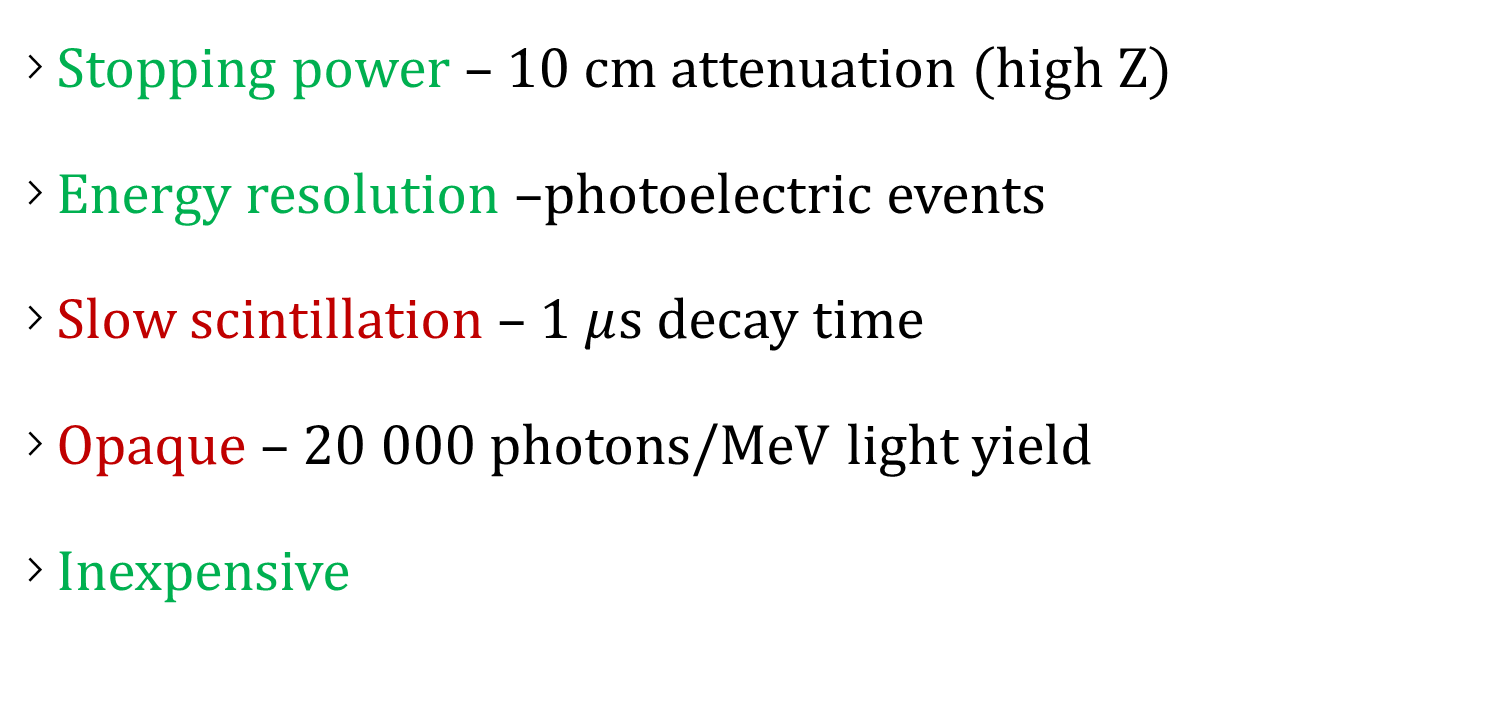 › Stopping power – 10 cm attenuation (high Z)
› Energy resolution –photoelectric events
› Slow scintillation – 1 𝜇s decay time
› Opaque – 20 000 photons/MeV light yield
› Inexpensive